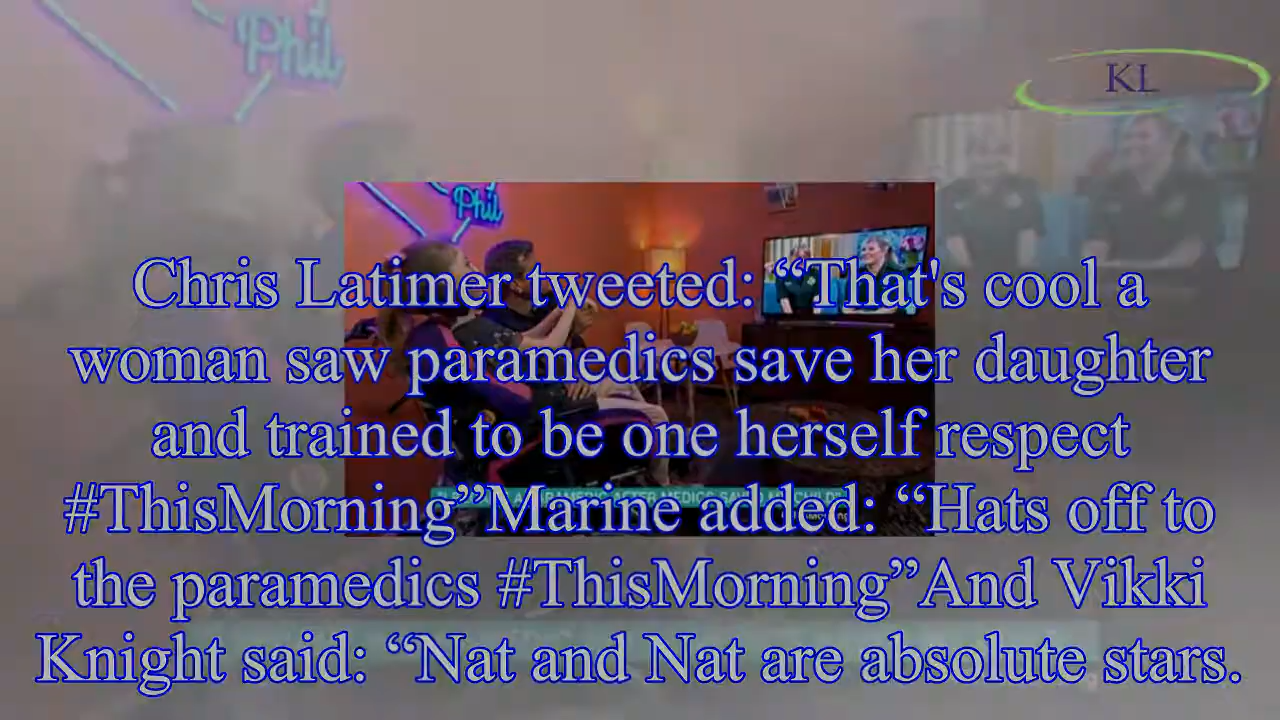 Phil
KL
Phil
Chris Latimer tweeted: “That's cool a
woman saw paramedics save her daughter
and trained to be one herself respect
#ThisMorning”Marine added: “Hats off to
the paramedics #ThisMorning”And Vikki
Knight said: “Nat and Nat are absolute stars.